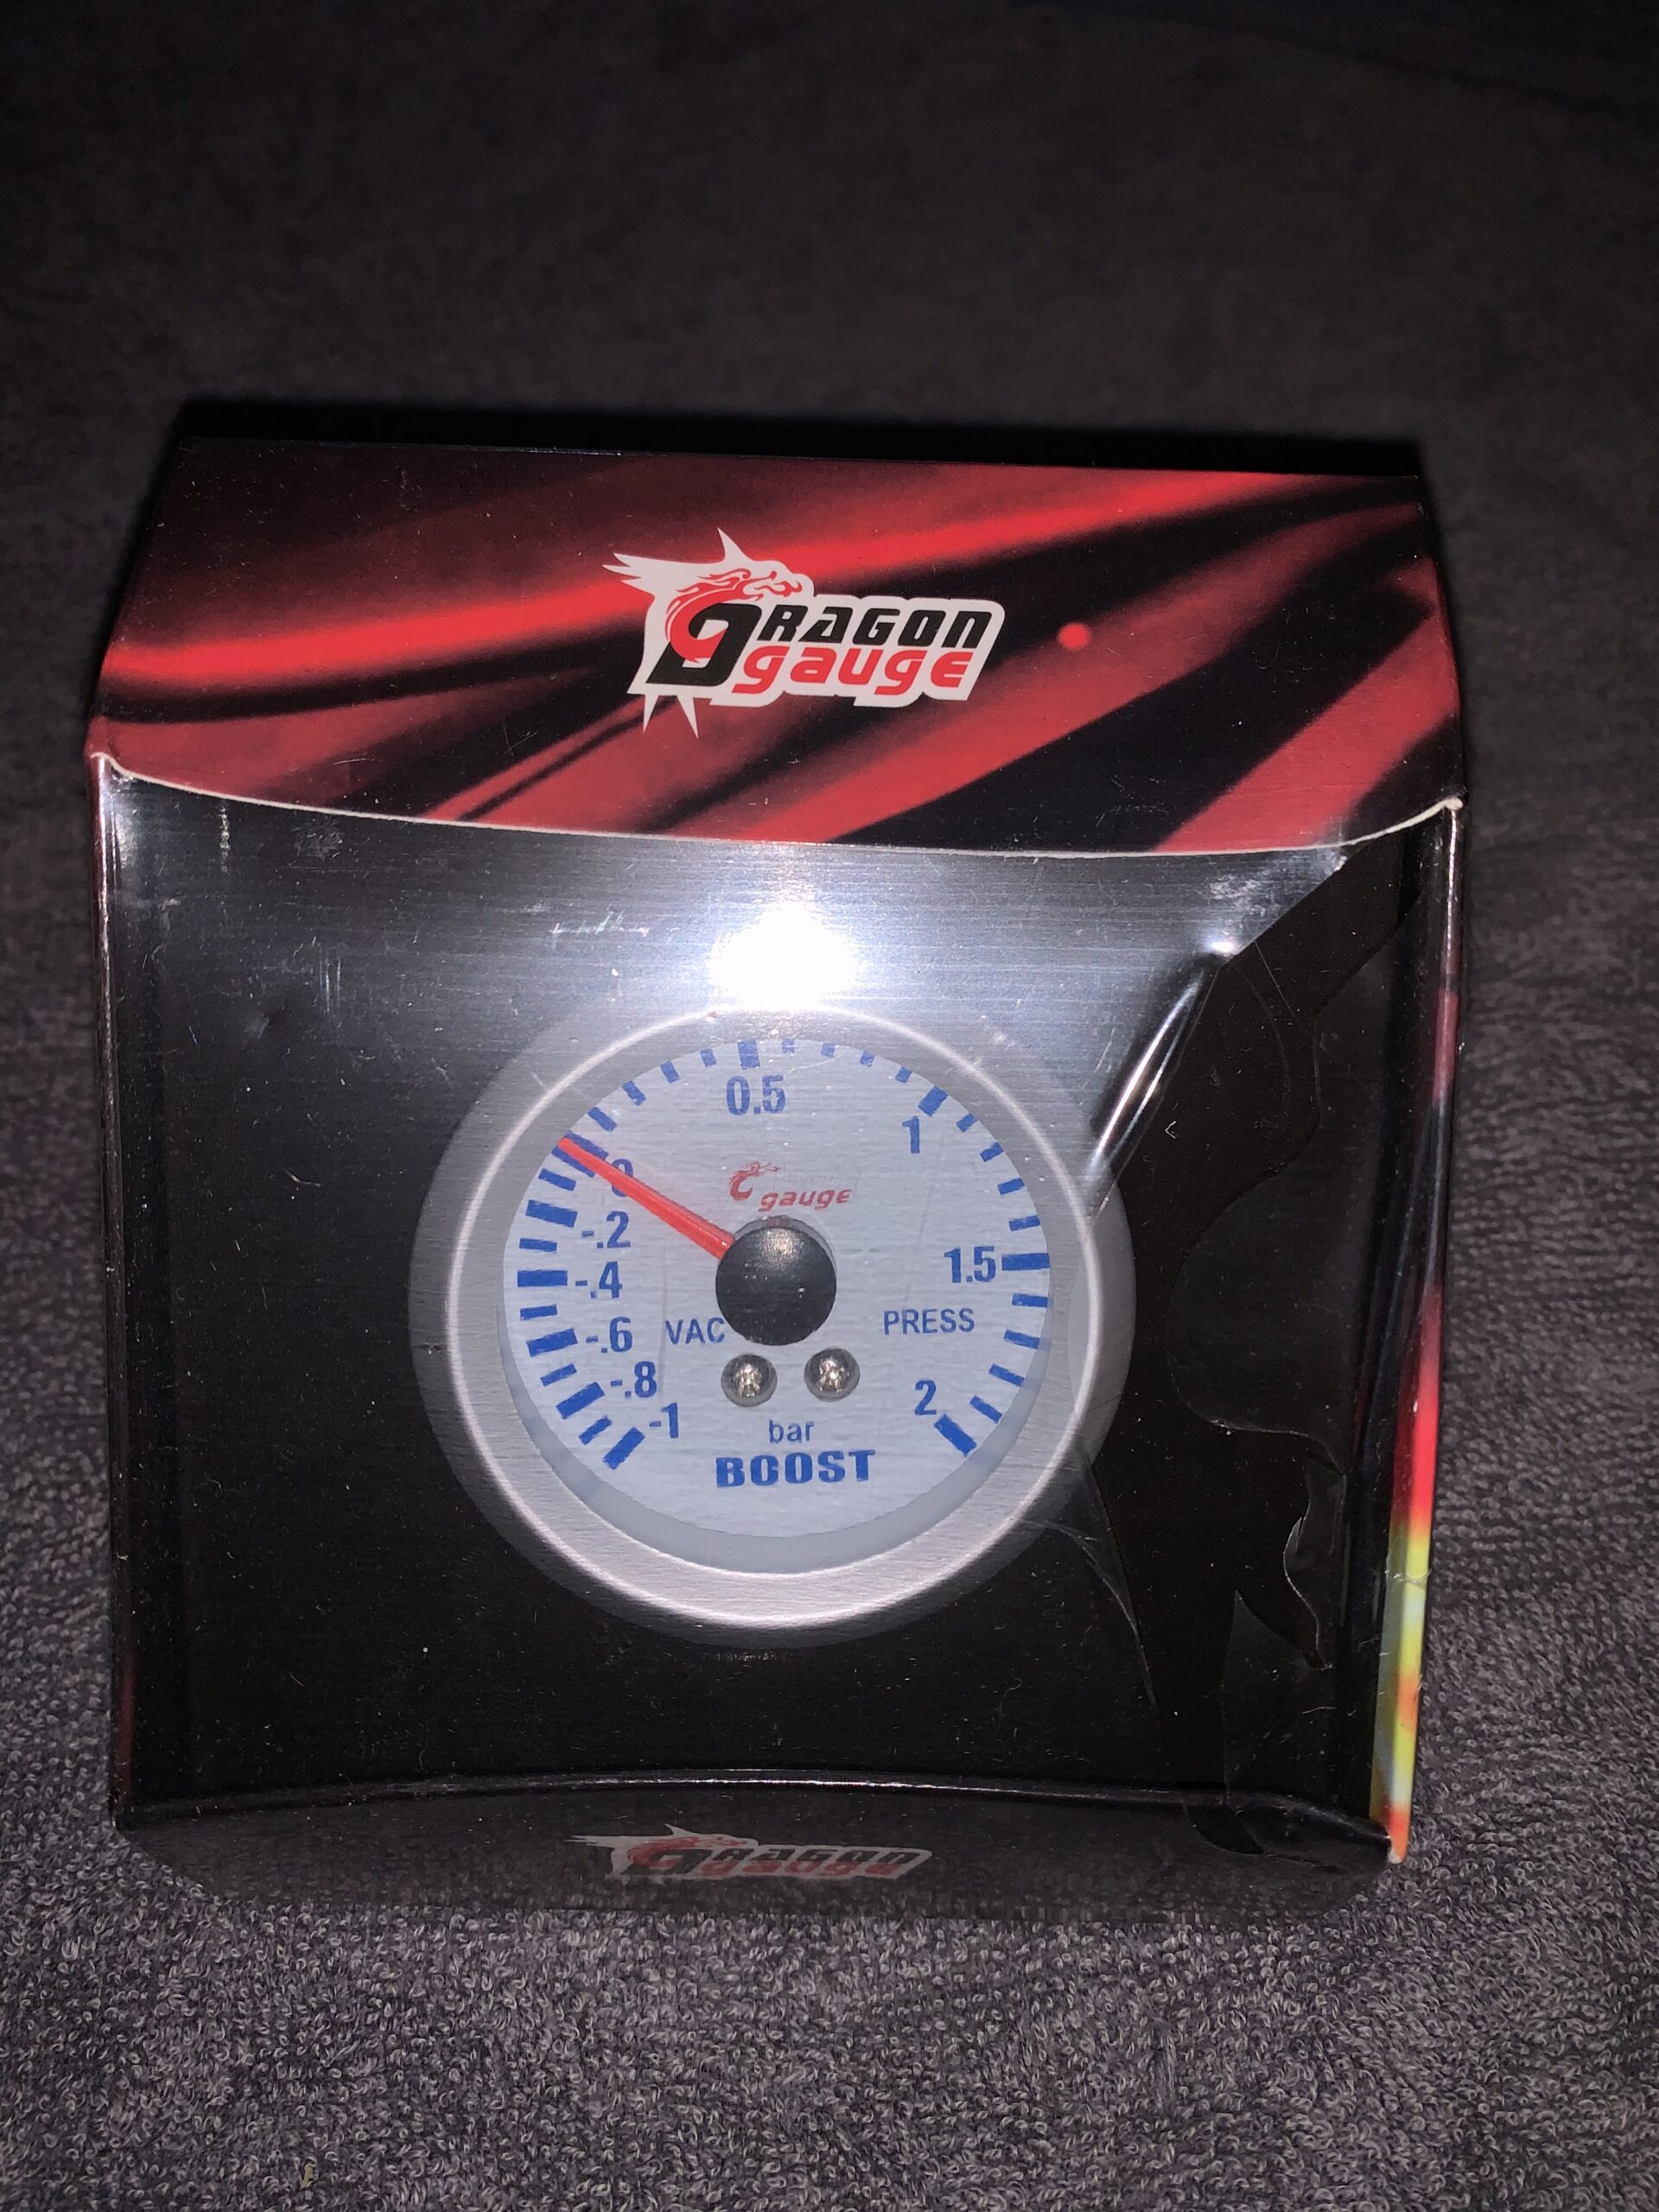 DRAGON
gauge
0.5
1
0
gauge
-.2
1.5
-.4
PRESS
-.6
VAC
-.8
2
-1
bar
BOOST
DRAGON
gauge